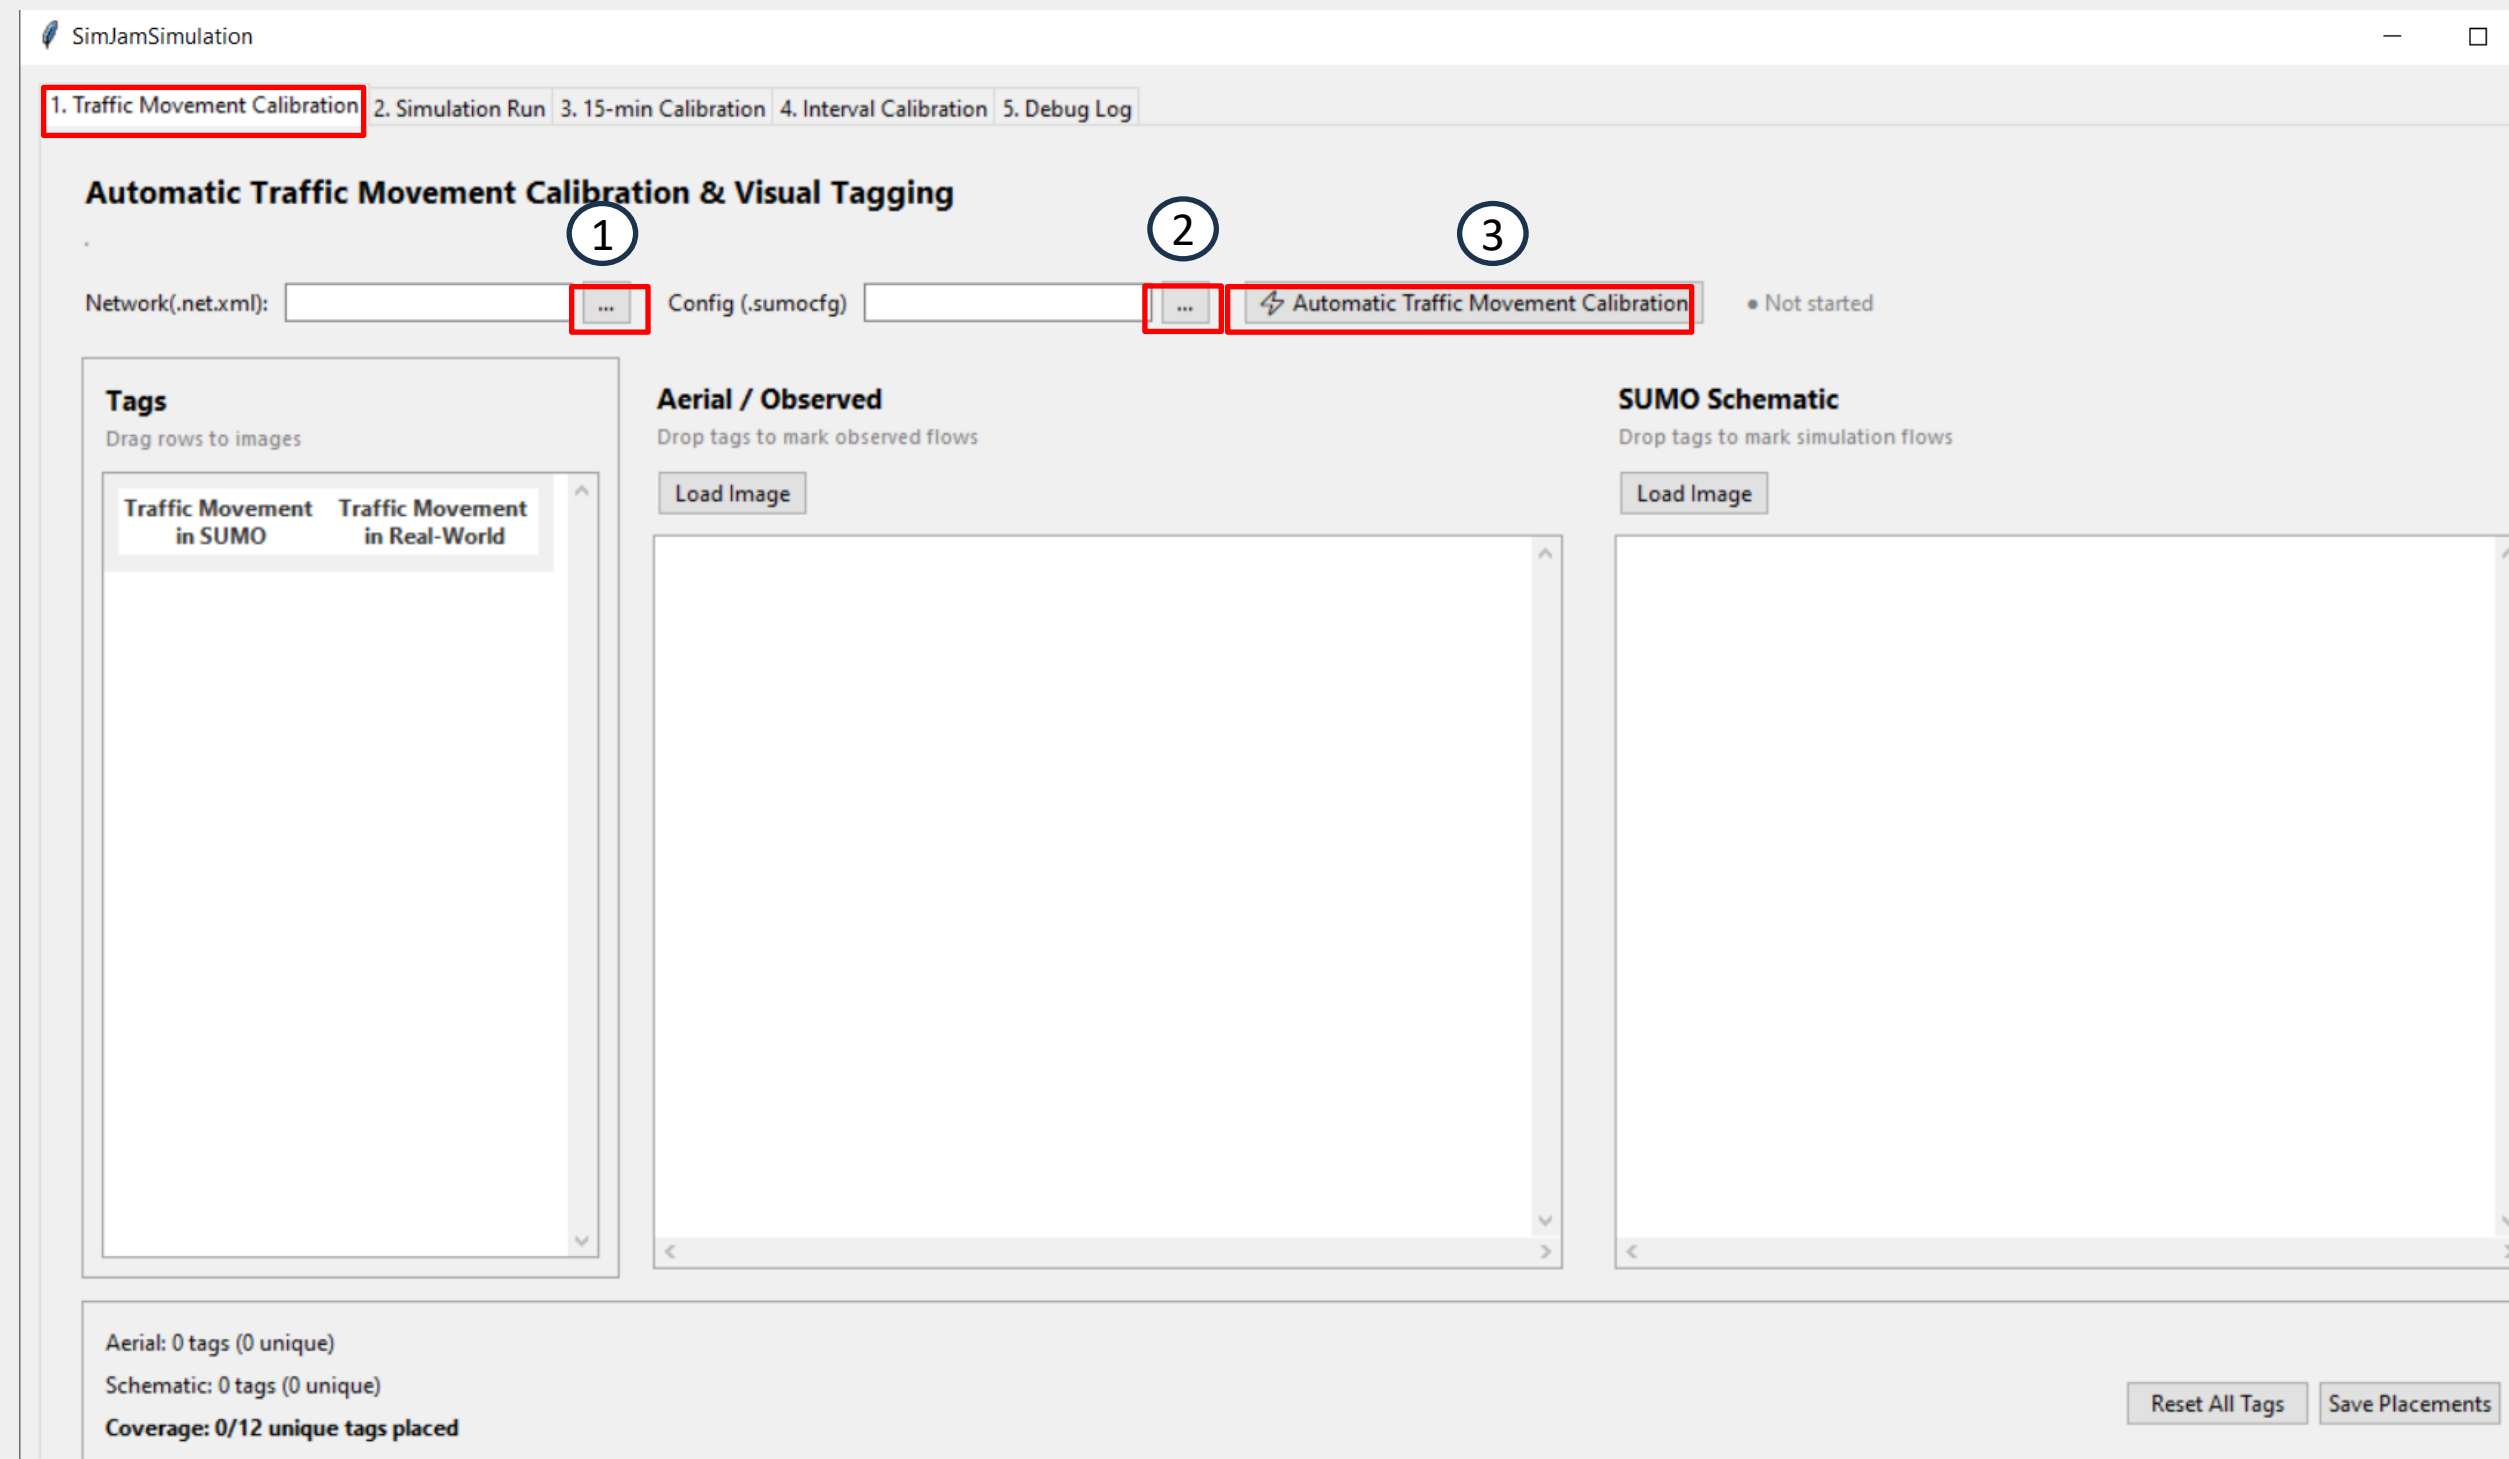 SimJamSimulation
1. Traffic Movement Calibration 2. Simulation Run 3. 15-min Calibration 4. Interval Calibration 5. Debug Log
Automatic Traffic Movement Calibration & Visual Tagging
.
1 2 3
Network(.net.xml): ... Config (.sumocfg) ... Automatic Traffic Movement Calibration ● Not started
Tags
Drag rows to images
Traffic Movement in SUMO
Traffic Movement in Real-World
Aerial / Observed
Drop tags to mark observed flows
Load Image
SUMO Schematic
Drop tags to mark simulation flows
Load Image
Aerial: 0 tags (0 unique)
Schematic: 0 tags (0 unique)
Coverage: 0/12 unique tags placed
Reset All Tags Save Placements